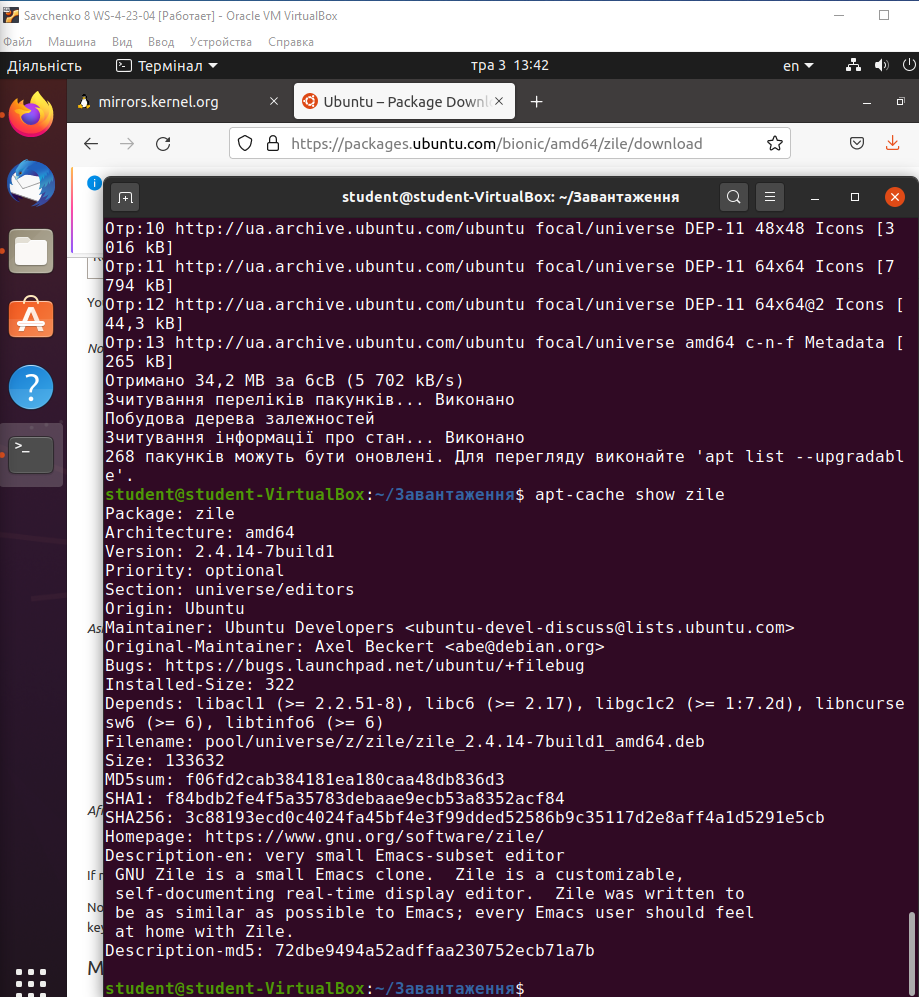 Savchenko 8 WS-4-23-04 [Работает] - Oracle VM VirtualBox
Файл Машина Вид Ввод Устройства Справка
Діяльність Термінал тра 3 13:42 en
mirrors.kernel.org Ubuntu – Package Downl
https://packages.ubuntu.com/bionic/amd64/zile/download
student@student-VirtualBox: ~/Завантаження
Отр:10 http://ua.archive.ubuntu.com/ubuntu focal/universe DEP-11 48x48 Icons [3
016 kB]
Отр:11 http://ua.archive.ubuntu.com/ubuntu focal/universe DEP-11 64x64 Icons [7
794 kB]
Отр:12 http://ua.archive.ubuntu.com/ubuntu focal/universe DEP-11 64x64@2 Icons [
44,3 kB]
Отр:13 http://ua.archive.ubuntu.com/ubuntu focal/universe amd64 c-n-f Metadata [
265 kB]
Отримано 34,2 MB за 6сВ (5 702 kB/s)
Зчитування переліків пакунків... Виконано
Побудова дерева залежностей
Зчитування інформації про стан... Виконано
268 пакунків можуть бути оновлені. Для перегляду виконайте 'apt list --upgradabl
e'.
student@student-VirtualBox:~/Завантаження$ apt-cache show zile
Package: zile
Architecture: amd64
Version: 2.4.14-7build1
Priority: optional
Section: universe/editors
Origin: Ubuntu
Maintainer: Ubuntu Developers <ubuntu-devel-discuss@lists.ubuntu.com>
Original-Maintainer: Axel Beckert <abe@debian.org>
Bugs: https://bugs.launchpad.net/ubuntu/+filebug
Installed-Size: 322
Depends: libacl1 (>= 2.2.51-8), libc6 (>= 2.17), libgc1c2 (>= 1:7.2d), libncurse
sw6 (>= 6), libtinfo6 (>= 6)
Filename: pool/universe/z/zile/zile_2.4.14-7build1_amd64.deb
Size: 133632
MD5sum: f06fd2cab384181ea180caa48db836d3
SHA1: f84bdb2fe4f5a35783debaae9ecb53a8352acf84
SHA256: 3c88193ecd0c4024fa45bf4e3f99dded52586b9c35117d2e8aff4a1d5291e5cb
Homepage: https://www.gnu.org/software/zile/
Description-en: very small Emacs-subset editor
GNU Zile is a small Emacs clone.  Zile is a customizable,
self-documenting real-time display editor.  Zile was written to
be as similar as possible to Emacs; every Emacs user should feel
at home with Zile.
Description-md5: 72dbe9494a52adffaa230752ecb71a7b
student@student-VirtualBox:~/Завантаження$